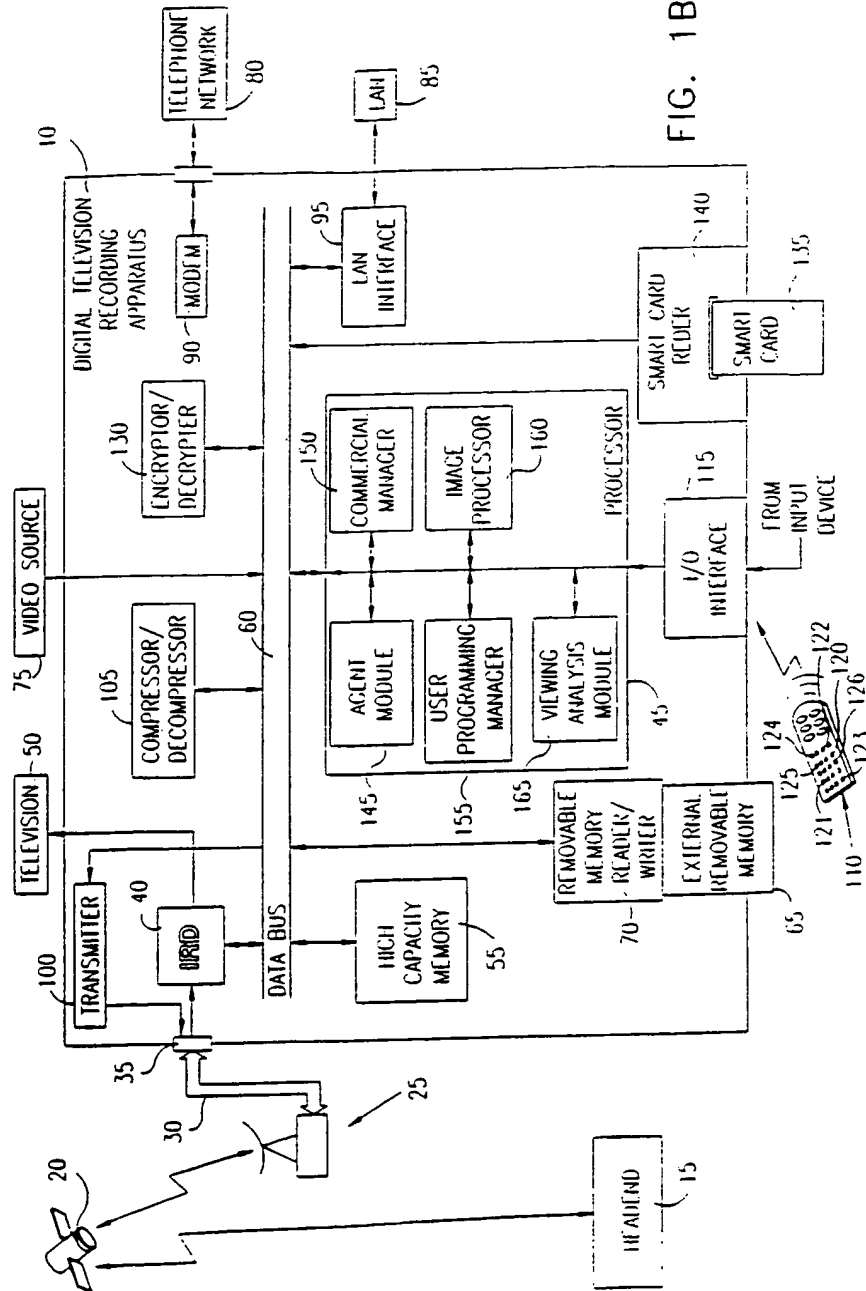 20
25
30
35
HEADEND
15
TELEVISION
50
75
VIDEO SOURCE
DIGITAL TELEVISION
RECORDING
APPARATUS
10
100
TRANSMITTER
40
IRD
105
COMPRESSOR/
DECOMPRESSOR
ENCRYPTOR/
DECRYPTER
130
90
MODEM
TELEPHONE
NETWORK
80
DATA BUS
60
LAN
85
LAN
INTERFACE
95
HIGH
CAPACITY
MEMORY
55
AGENT
MODULE
145
COMMERCIAL
MANAGER
150
USER
PROGRAMMING
MANAGER
155
IMAGE
PROCESSOR
160
VIEWING
ANALYSIS
MODULE
165
PROCESSOR
45
REMOVABLE
MEMORY
READER/
WRITER
70
EXTERNAL
REMOVABLE
MEMORY
65
I/O
INTERFACE
115
FROM
INPUT
DEVICE
SMART CARD
REDER
140
SMART
CARD
135
110
121
125
124
122
120
126
123
FIG. 1B